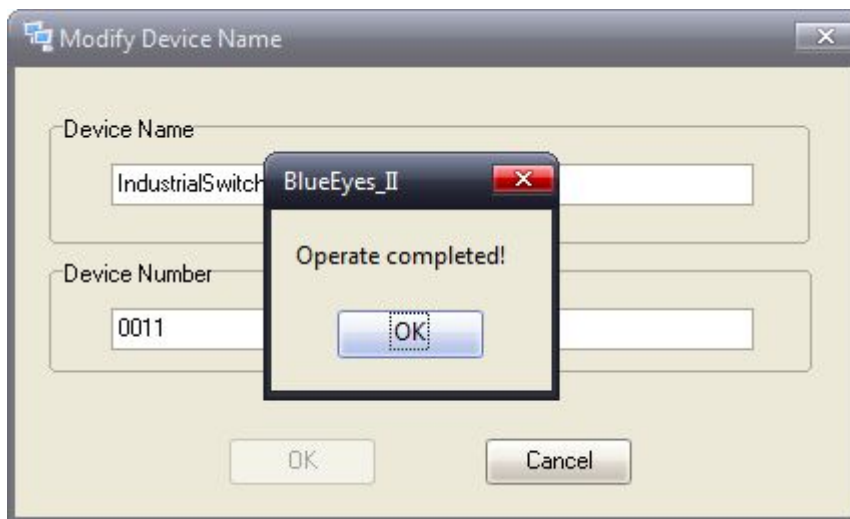 Modify Device Name
Device Name
IndustrialSwitch
BlueEyes_II
Operate completed!
OK
Device Number
0011
OK
Cancel